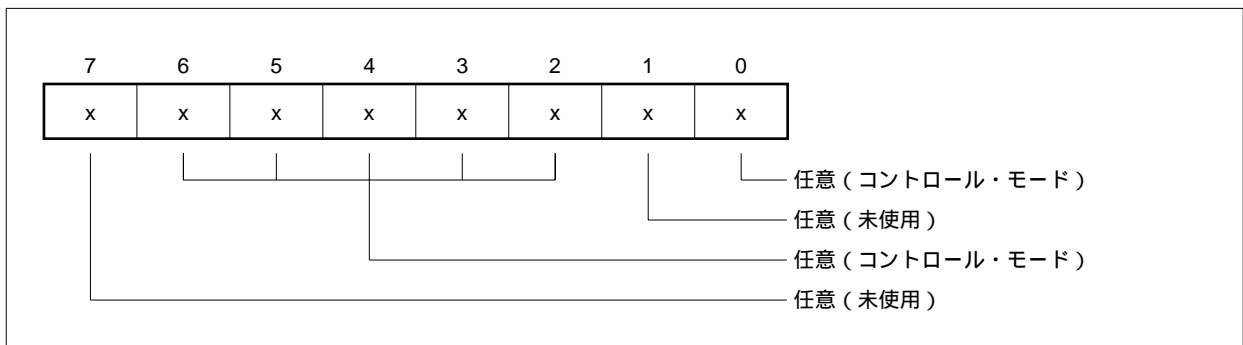 7 6 5 4 3 2 1 0
x x x x x x x x
任意（コントロール・モード）
任意（未使用）
任意（コントロール・モード）
任意（未使用）